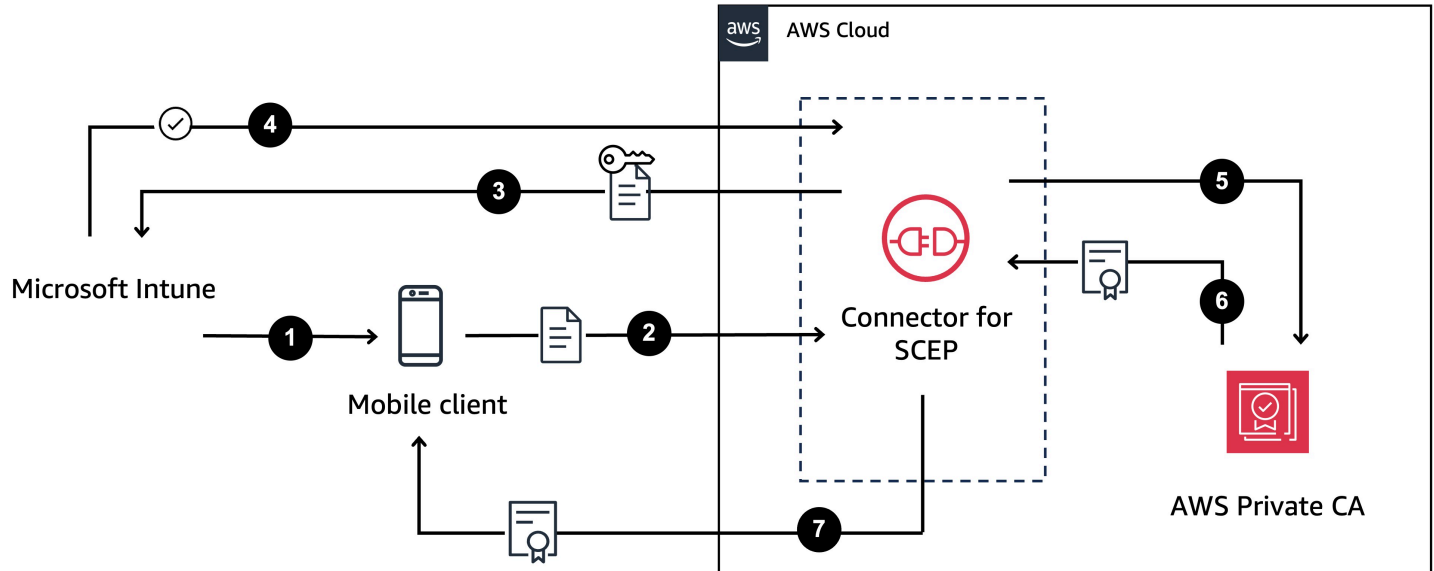 aws
AWS Cloud
4
3
5
Microsoft Intune
6
1
2
Connector for
SCEP
Mobile client
AWS Private CA
7